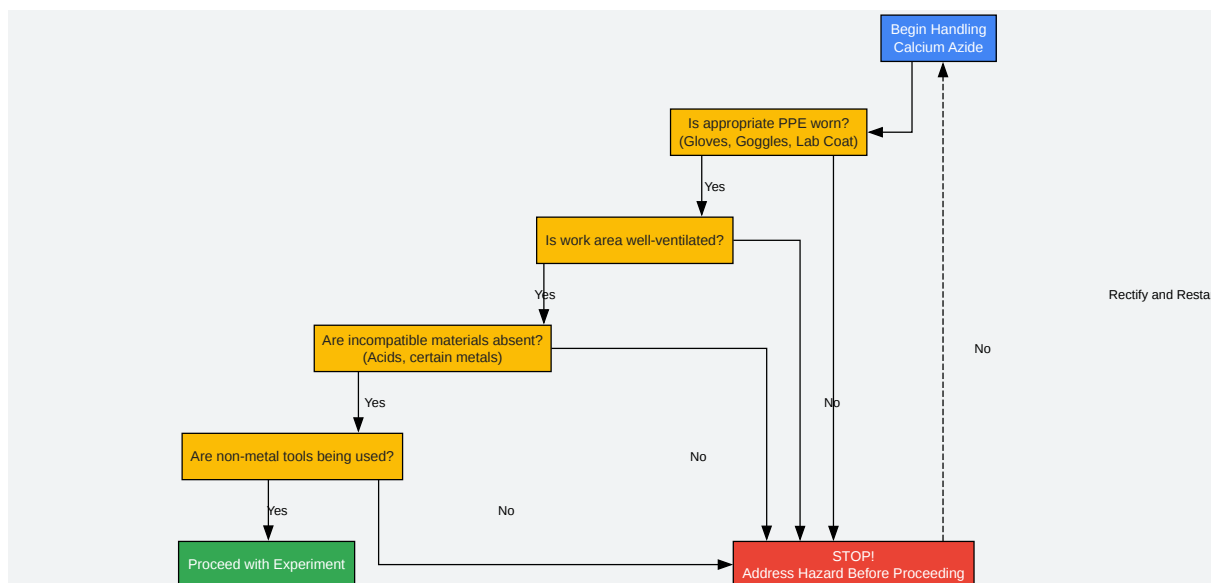 Begin Handling
Calcium Azide
Is appropriate PPE worn?
(Gloves, Goggles, Lab Coat)
Yes
Is work area well-ventilated?
Yes
Rectify and Resta
Are incompatible materials absent?
(Acids, certain metals)
No
Yes
No
Are non-metal tools being used?
No
Yes
No
Proceed with Experiment
STOP!
Address Hazard Before Proceeding